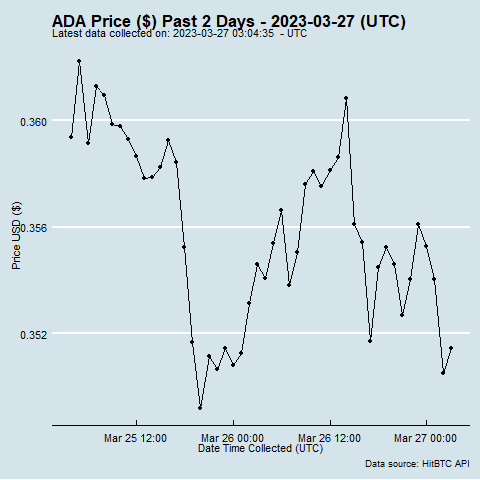 ADA Price ($) Past 2 Days - 2023-03-27 (UTC)
Latest data collected on: 2023-03-27 03:04:35  - UTC
0.360
0.356
0.352
Price USD ($)
Mar 25 12:00 Mar 26 00:00 Mar 26 12:00 Mar 27 00:00
Date Time Collected (UTC)
Data source: HitBTC API